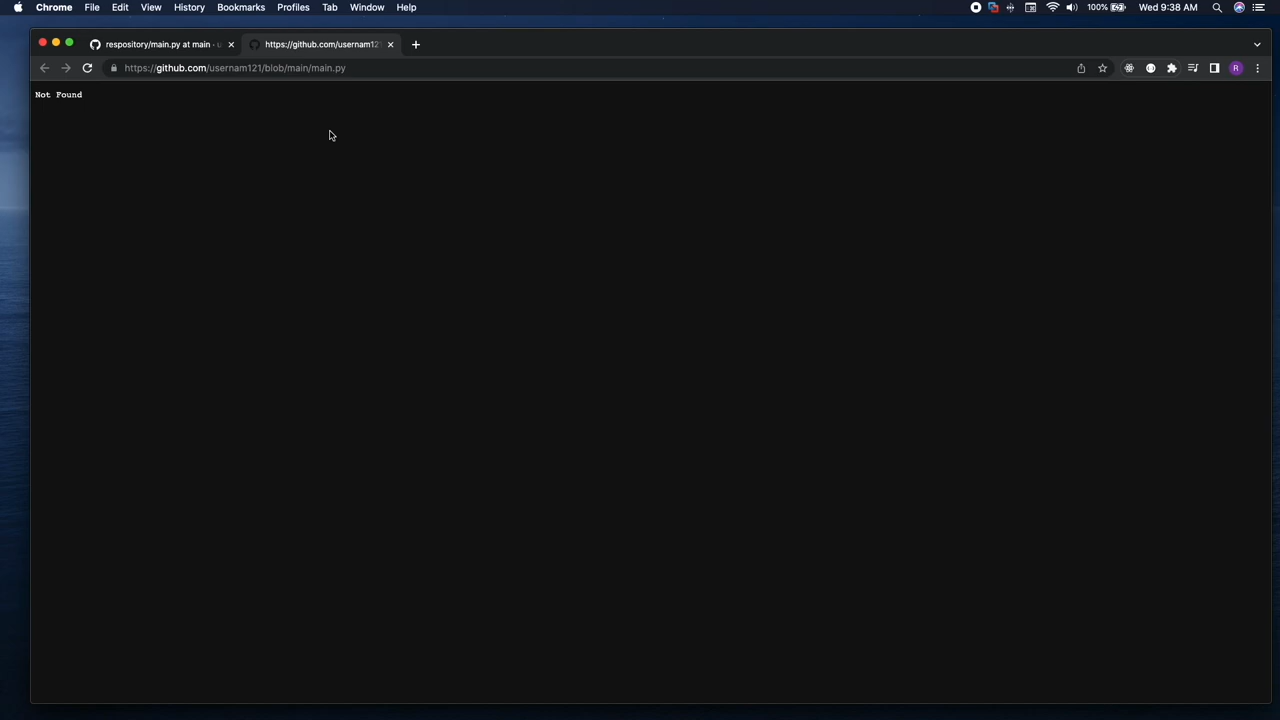 Chrome File Edit View History Bookmarks Profiles Tab Window Help 100% Wed 9:38 AM
respository/main.py at main · u https://github.com/usernam121
https://github.com/usernam121/blob/main/main.py R
Not Found